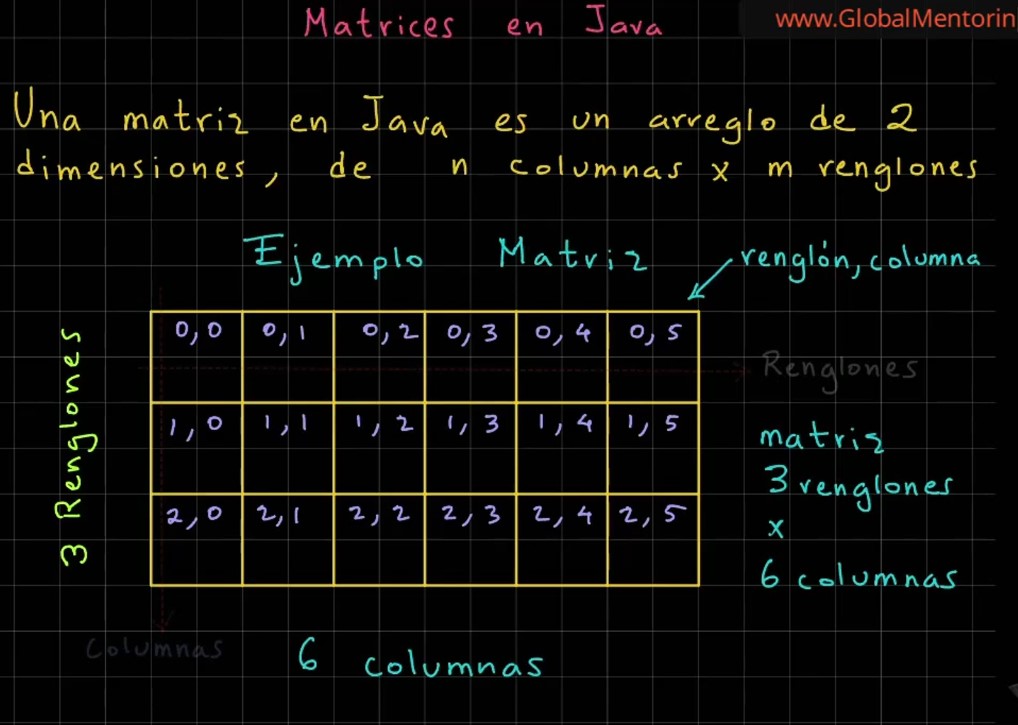 Matrices en Java
www.GlobalMentorin
Una matriz en Java es un arreglo de 2
dimensiones, de n columnas x m renglones
Ejemplo Matriz
renglón, columna
3 Renglones
0,0 0,1 0,2 0,3 0,4 0,5
Renglones
1,0 1,1 1,2 1,3 1,4 1,5
2,0 2,1 2,2 2,3 2,4 2,5
matriz
3 renglones
x
6 columnas
Columnas
6 columnas